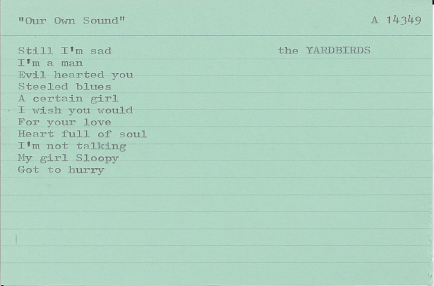 "Our Own Sound" A 14349
Still I'm sad the YARDBIRDS
I'm a man
Evil hearted you
Steeled blues
A certain girl
I wish you would
For your love
Heart full of soul
I'm not talking
My girl Sloopy
Got to hurry